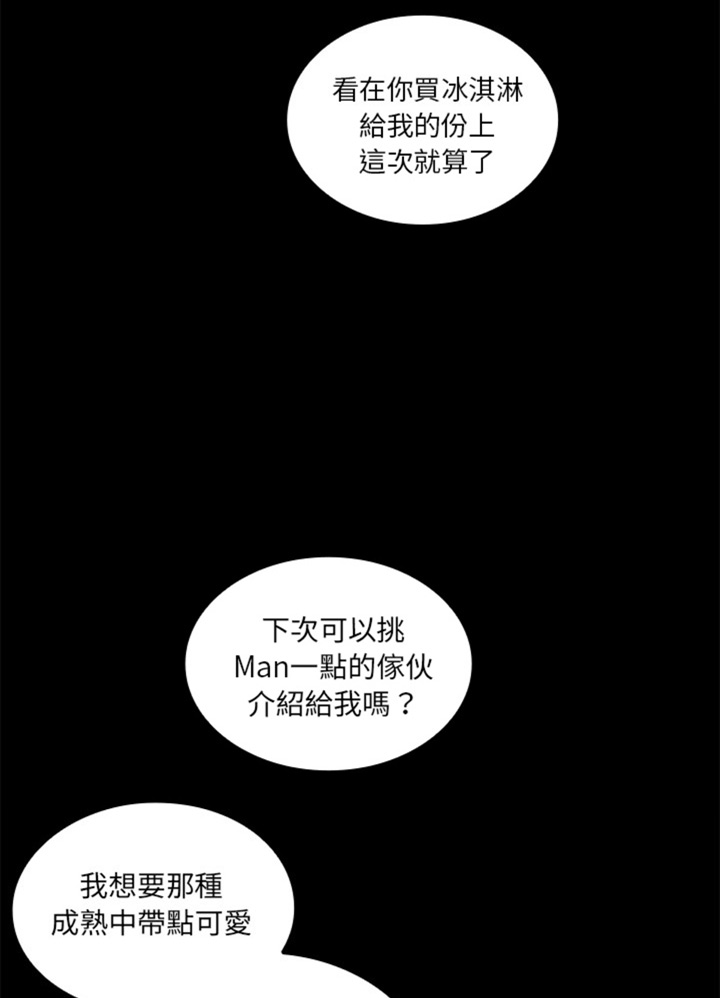 看在你買冰淇淋
給我的份上
這次就算了
下次可以挑
Man一點的傢伙
介紹給我嗎？
我想要那種
成熟中帶點可愛